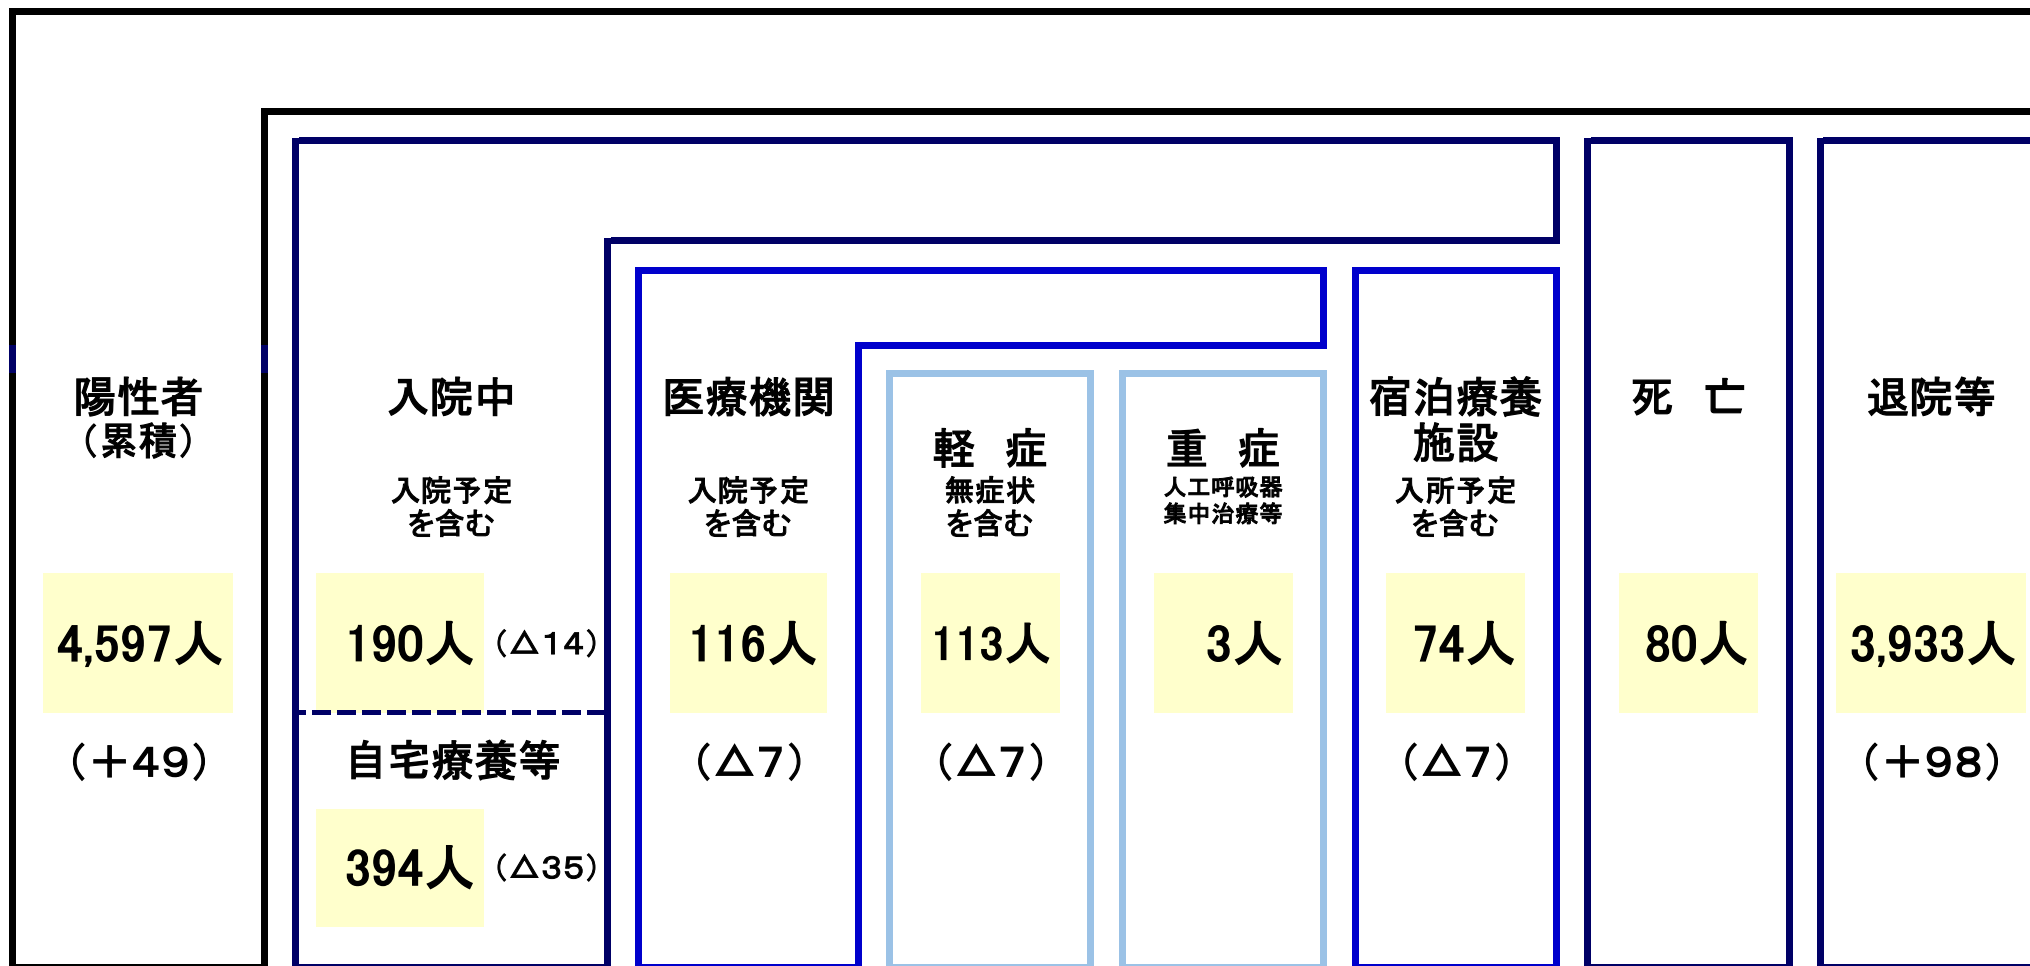 陽性者
（累積）
4,597人
（＋49）
入院中
入院予定
を含む
190人（△14）
自宅療養等
394人（△35）
医療機関
入院予定
を含む
116人
（△7）
軽　症
無症状
を含む
113人
（△7）
重　症
人工呼吸器
集中治療等
3人
宿泊療養
施設
入所予定
を含む
74人
（△7）
死　亡
80人
退院等
3,933人
（＋98）